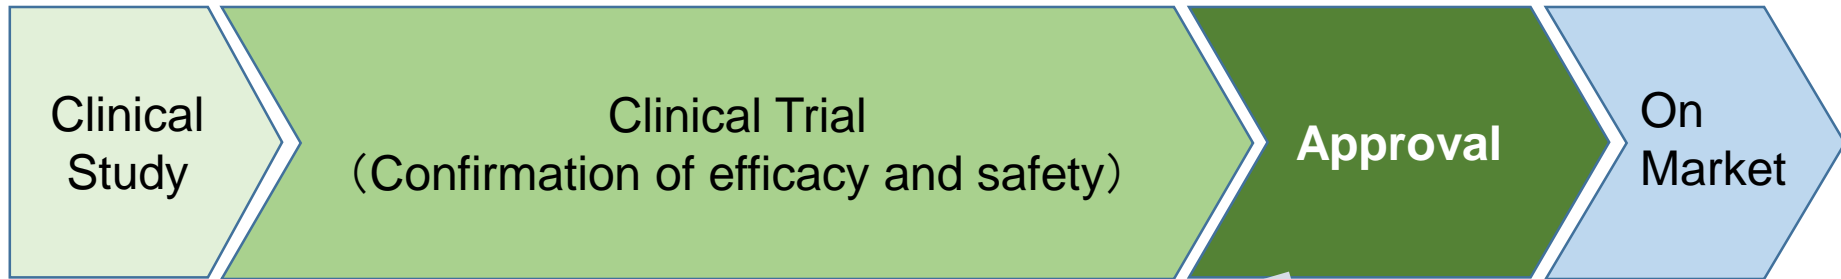 Clinical
Study
Clinical Trial
（Confirmation of efficacy and safety）
Approval
On
Market